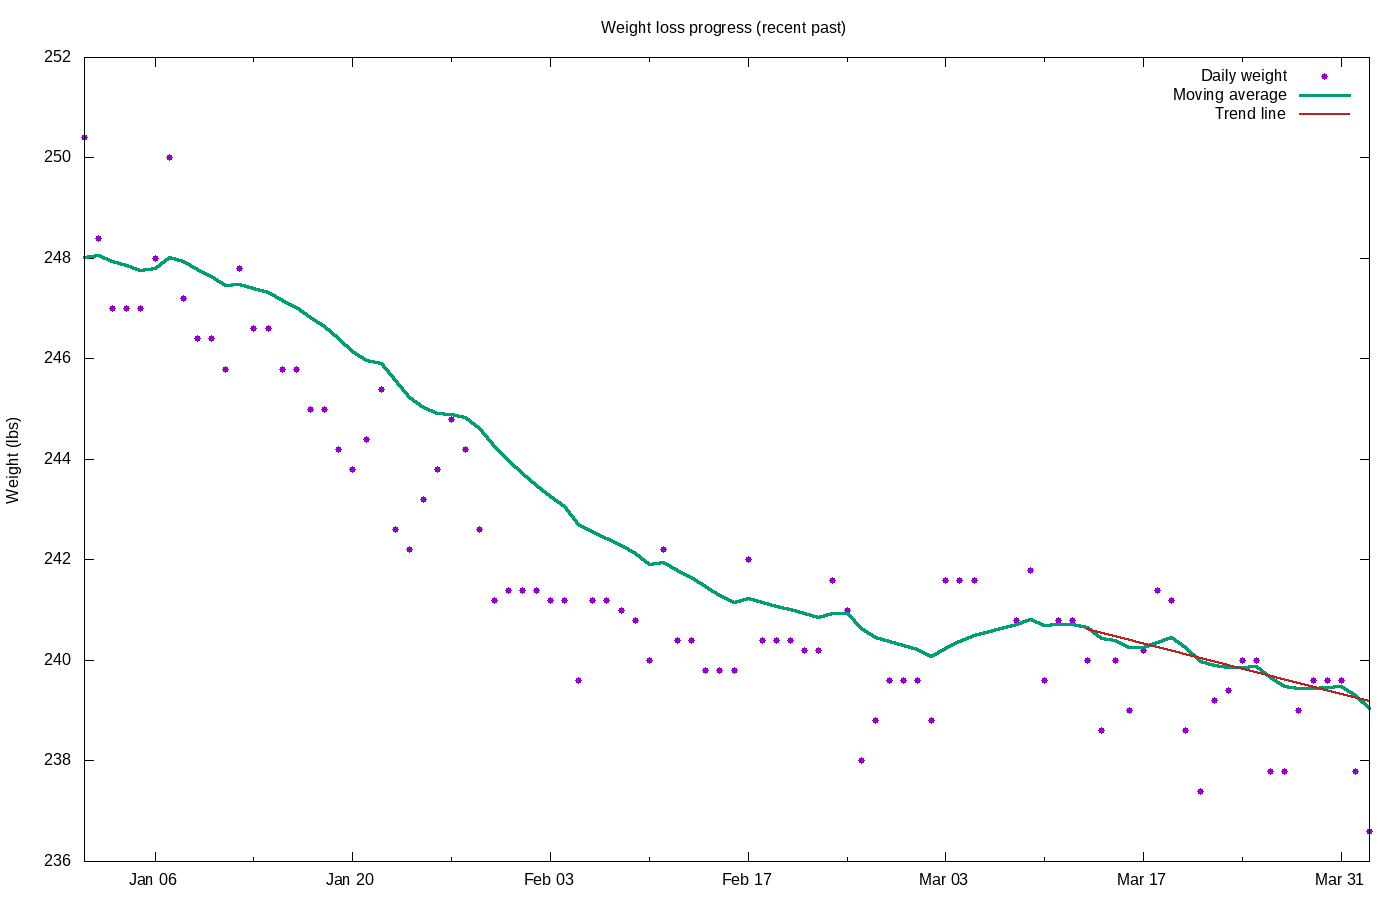 Weight loss progress (recent past)
252
250
248
246
244
242
240
238
236
Weight (lbs)
Daily weight
Moving average
Trend line
Jan 06 Jan 20 Feb 03 Feb 17 Mar 03 Mar 17 Mar 31